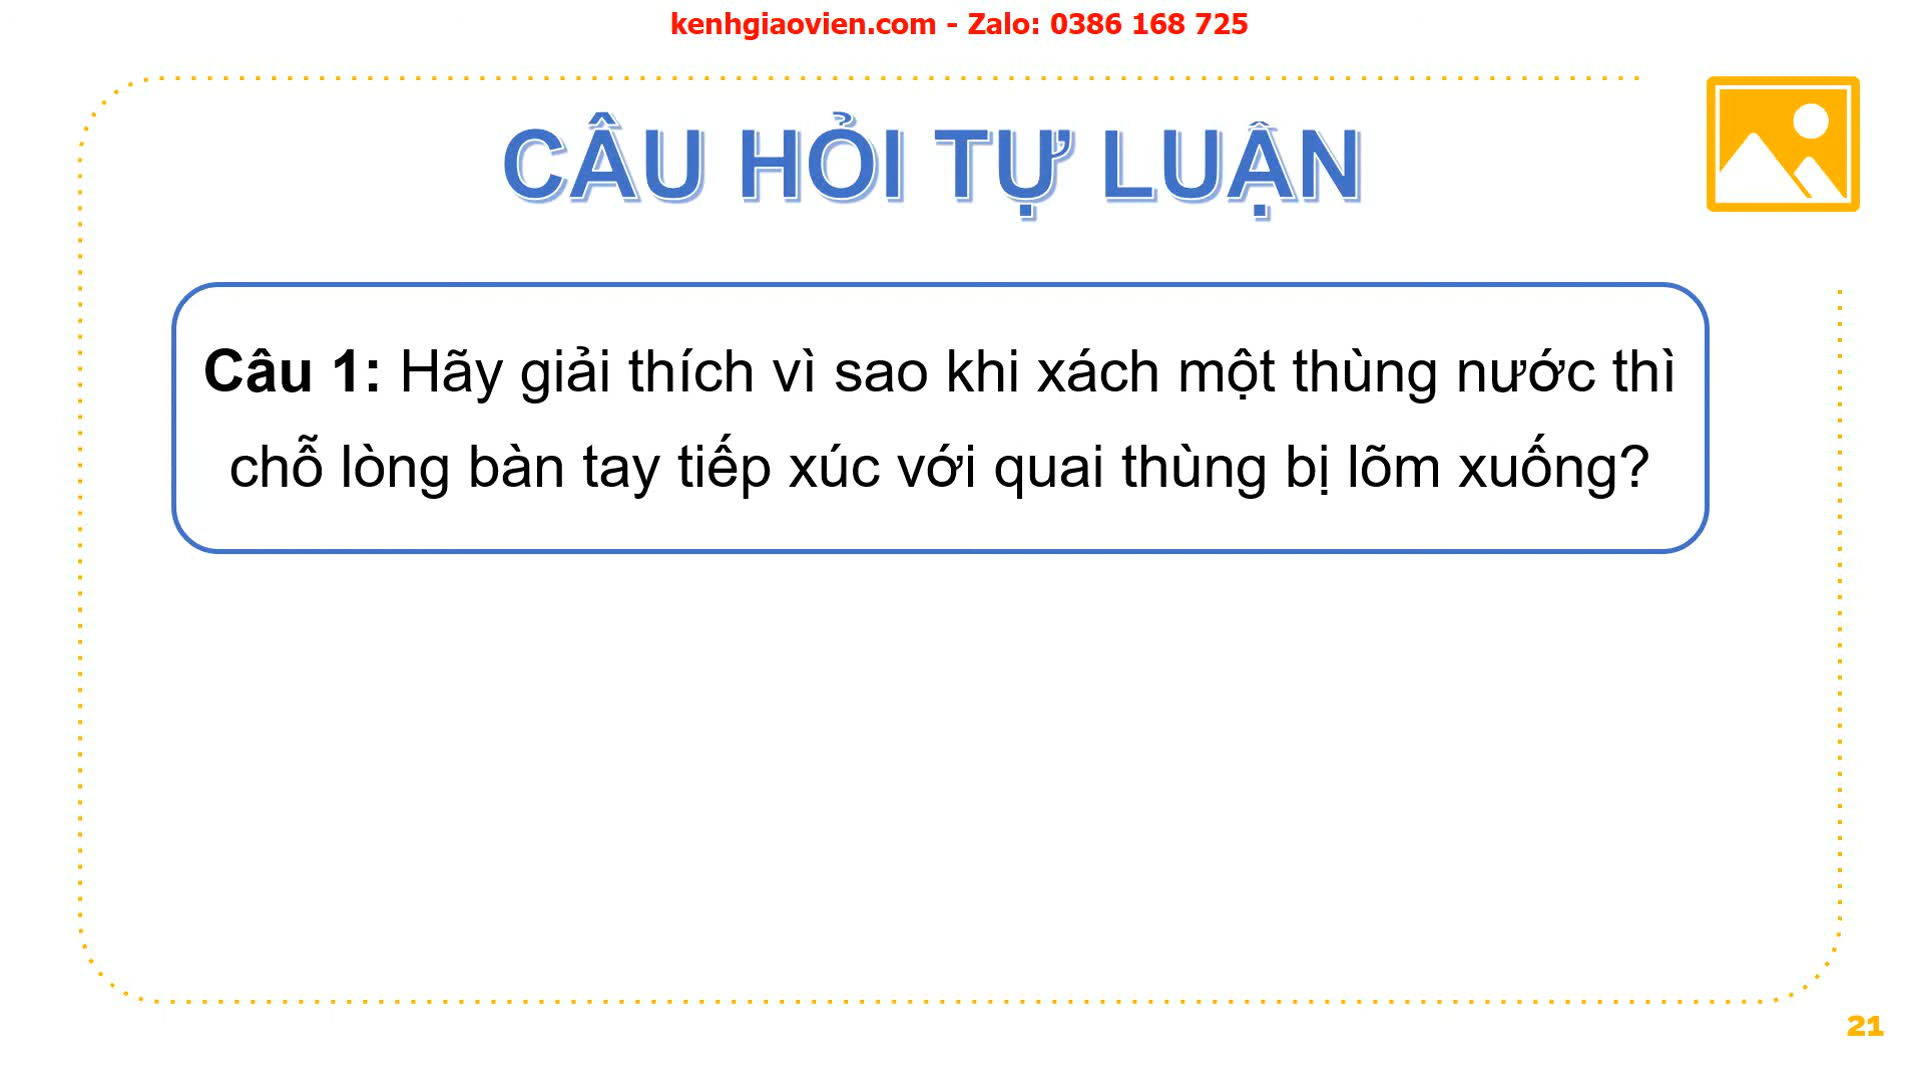 kenhgiaovien.com - Zalo: 0386 168 725
CÂU HỎI TỰ LUẬN
Câu 1: Hãy giải thích vì sao khi xách một thùng nước thì
chỗ lòng bàn tay tiếp xúc với quai thùng bị lõm xuống?
21